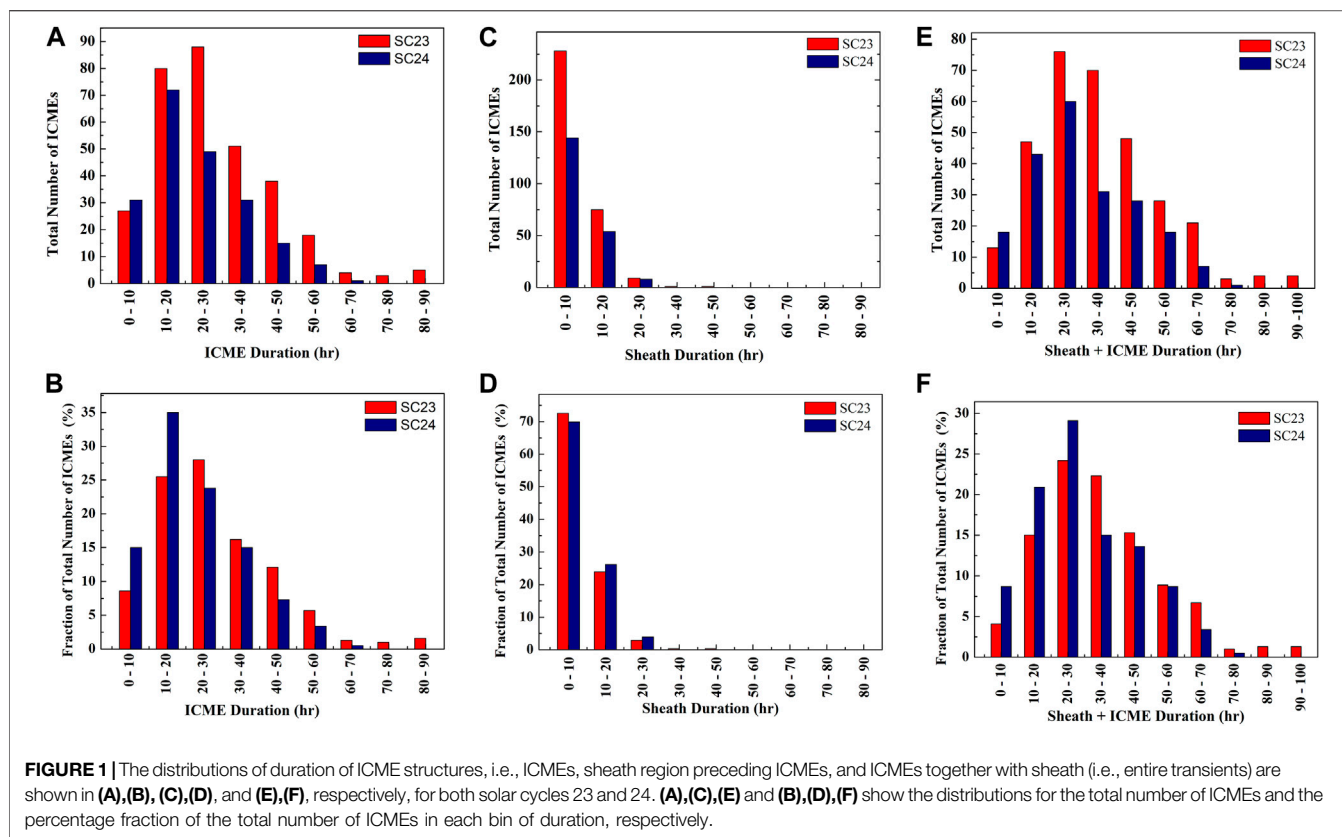 A
Total Number of ICMEs
90
80
70
60
50
40
30
20
10
0
SC23
SC24
0 - 10
10 - 20
20 - 30
30 - 40
40 - 50
50 - 60
60 - 70
70 - 80
80 - 90
ICME Duration (hr)
C
Total Number of ICMEs
200
150
100
50
0
SC23
SC24
0 - 10
10 - 20
20 - 30
30 - 40
40 - 50
50 - 60
60 - 70
70 - 80
80 - 90
Sheath Duration (hr)
E
Total Number of ICMEs
80
70
60
50
40
30
20
10
0
SC23
SC24
0 - 10
10 - 20
20 - 30
30 - 40
40 - 50
50 - 60
60 - 70
70 - 80
80 - 90
90 -100
Sheath + ICME Duration (hr)
B
Fraction of Total Number of ICMEs (%)
35
30
25
20
15
10
5
0
SC23
SC24
0 - 10
10 - 20
20 - 30
30 - 40
40 - 50
50 - 60
60 - 70
70 - 80
80 - 90
ICME Duration (hr)
D
Fraction of Total Number of ICMEs (%)
70
60
50
40
30
20
10
0
SC23
SC24
0 - 10
10 - 20
20 - 30
30 - 40
40 - 50
50 - 60
60 - 70
70 - 80
80 - 90
Sheath Duration (hr)
F
Fraction of Total Number of ICMEs (%)
30
25
20
15
10
5
0
SC23
SC24
0 - 10
10 - 20
20 - 30
30 - 40
40 - 50
50 - 60
60 - 70
70 - 80
80 - 90
90 - 100
Sheath + ICME Duration (hr)
FIGURE 1 | The distributions of duration of ICME structures, i.e., ICMEs, sheath region preceding ICMEs, and ICMEs together with sheath (i.e., entire transients) are
shown in (A),(B), (C),(D), and (E),(F), respectively, for both solar cycles 23 and 24. (A),(C),(E) and (B),(D),(F) show the distributions for the total number of ICMEs and the
percentage fraction of the total number of ICMEs in each bin of duration, respectively.